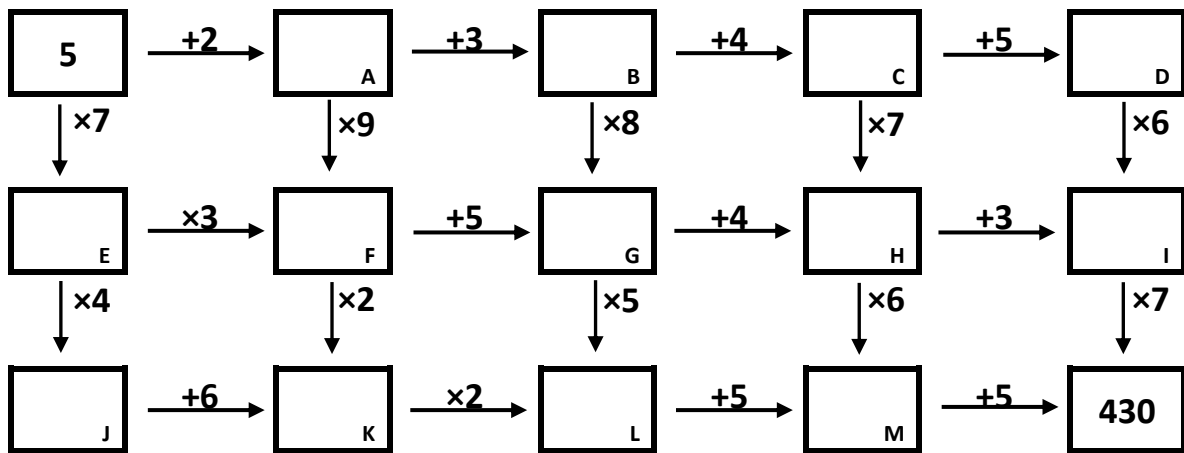 5 +2 A +3 B +4 C +5 D
×7 ×9 ×8 ×7 ×6
E ×3 F +5 G +4 H +3 I
×4 ×2 ×5 ×6 ×7
J +6 K ×2 L +5 M +5 430